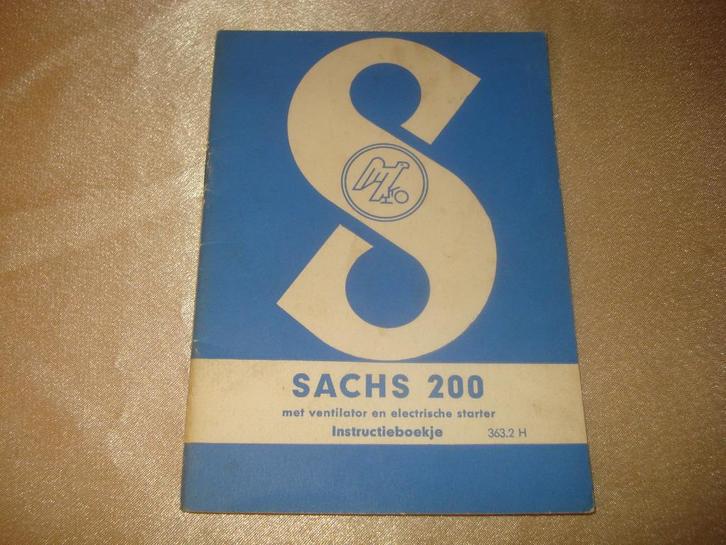 S
SACHS 200
met ventilator en electrische starter
Instructieboekje 363.2 H